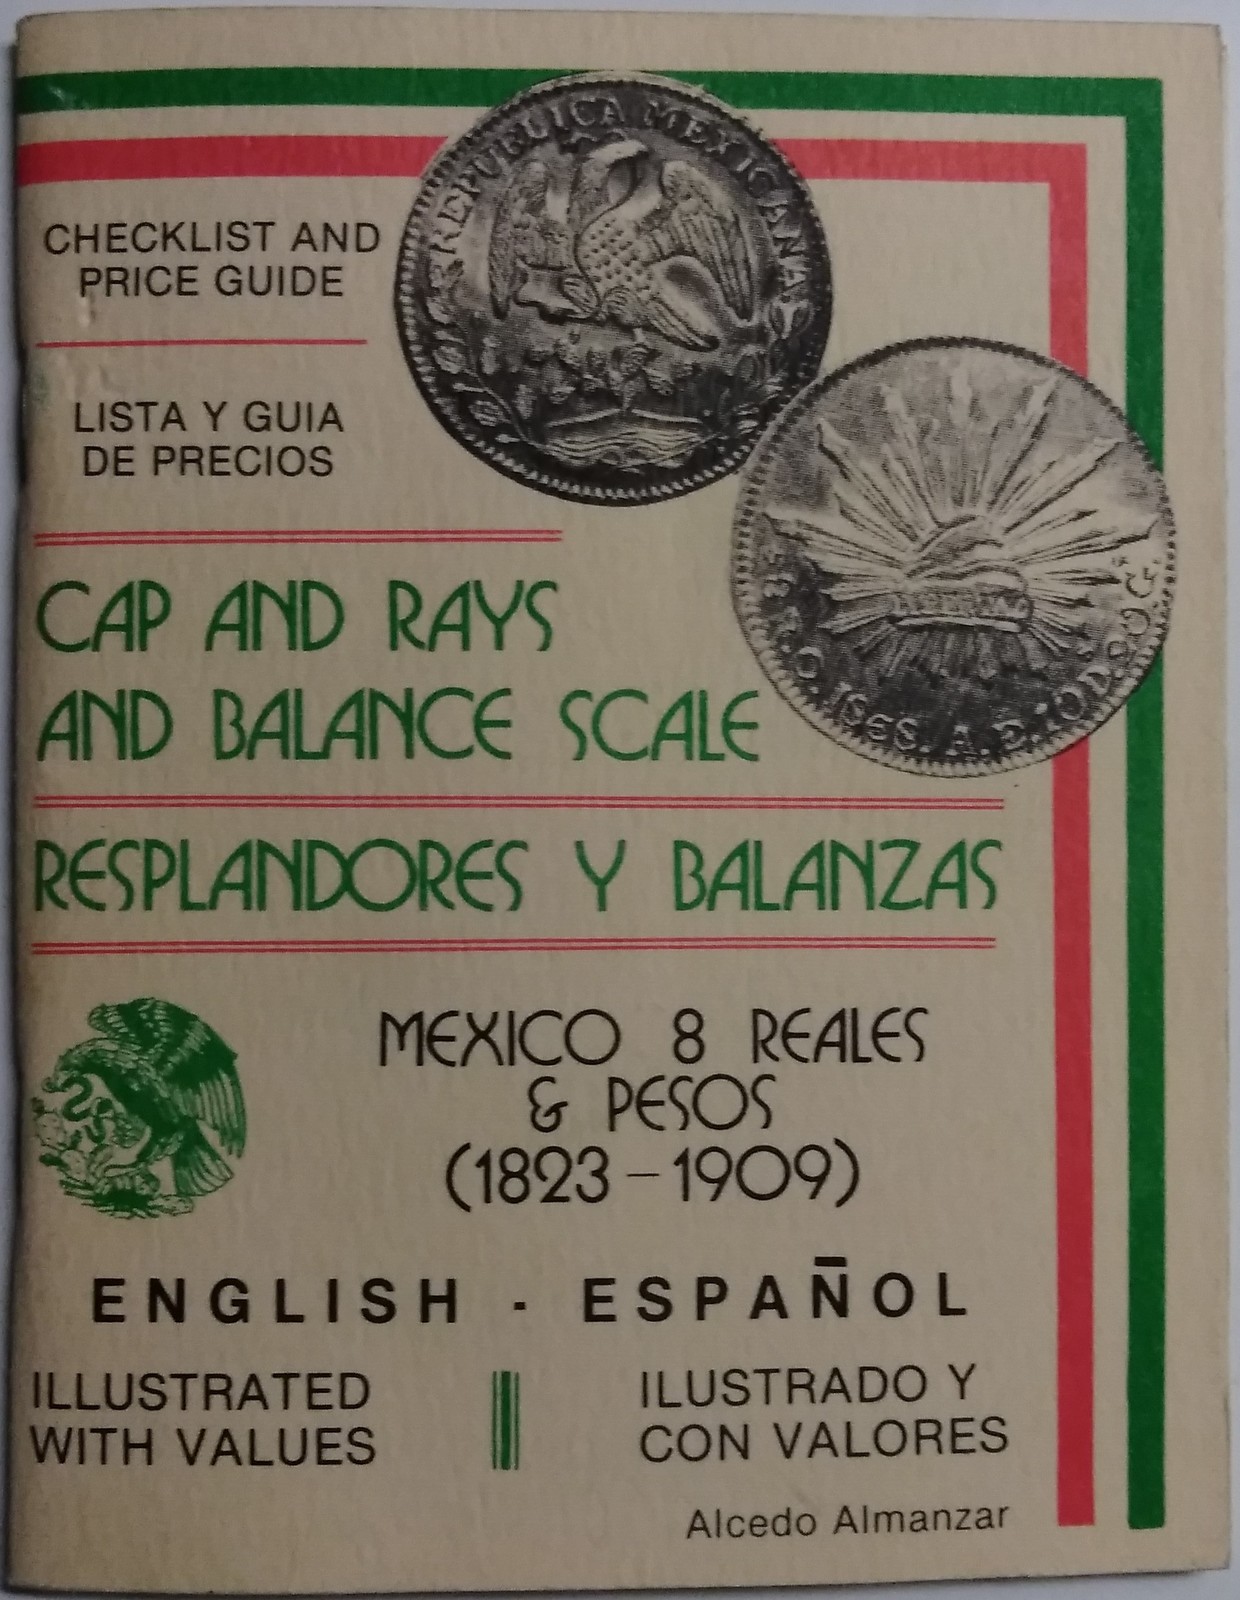 REPUBLICA MEXICANA
CHECKLIST AND
PRICE GUIDE
LISTA Y GUIA
DE PRECIOS
LIBERTAD
CAP AND RAYS
AND BALANCE SCALE
RESPLANDORES Y BALANZAS
MEXICO 8 REALES
& PESOS
(1823-1909)
ENGLISH - ESPAÑOL
ILLUSTRATED
WITH VALUES
ILUSTRADO Y
CON VALORES
Alcedo Almanzar